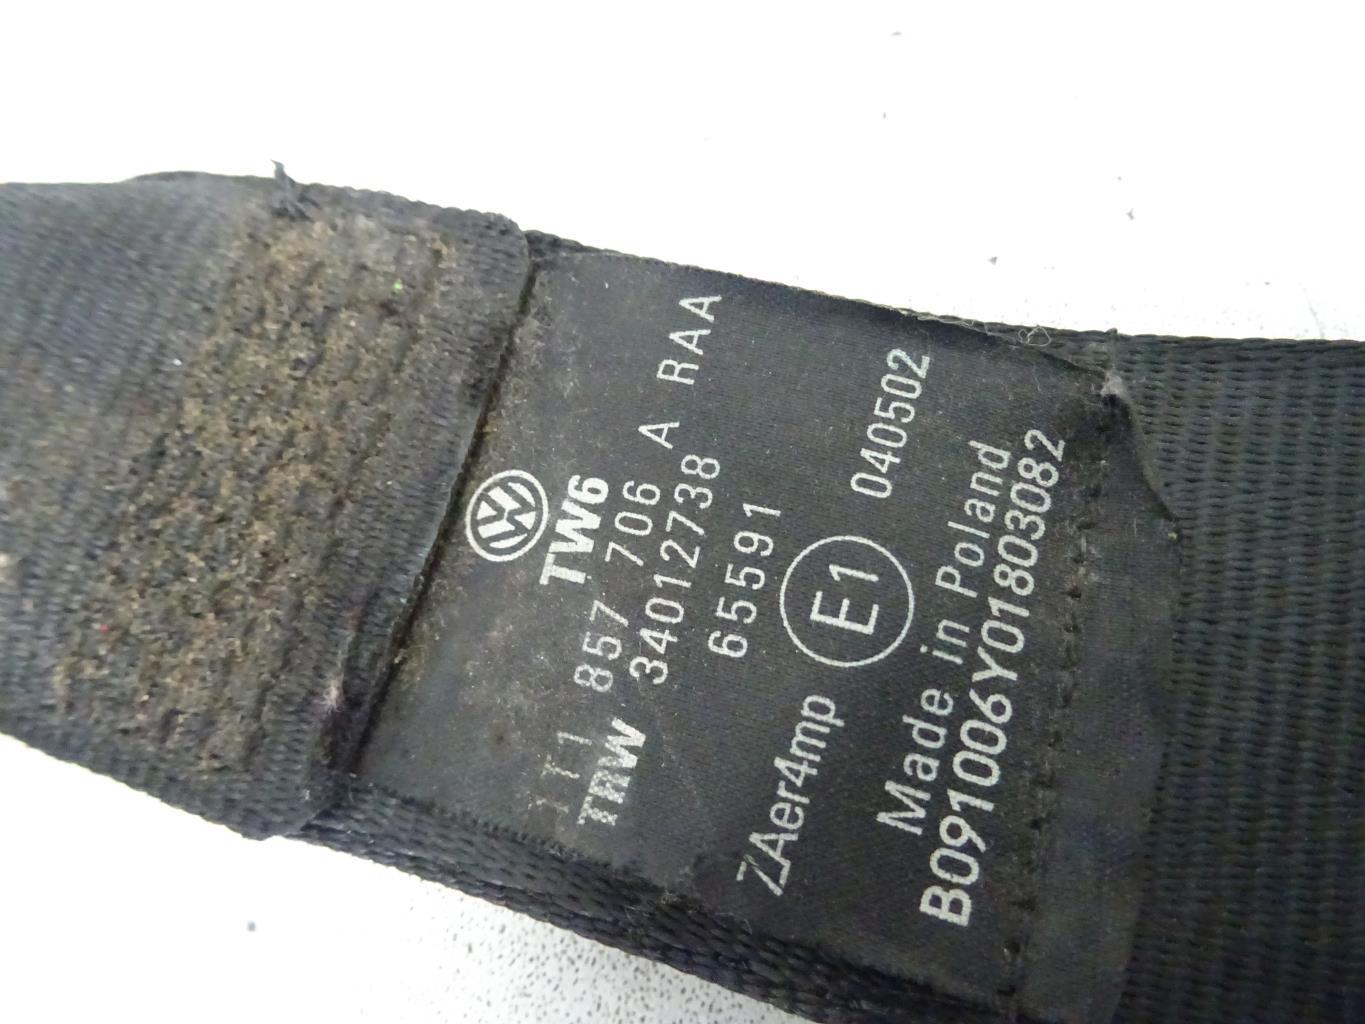 TW6
1T1 857 706 A RAA
TRW 34012738
65591
ZAer4mp E1 040502
Made in Poland
B091006Y01803082